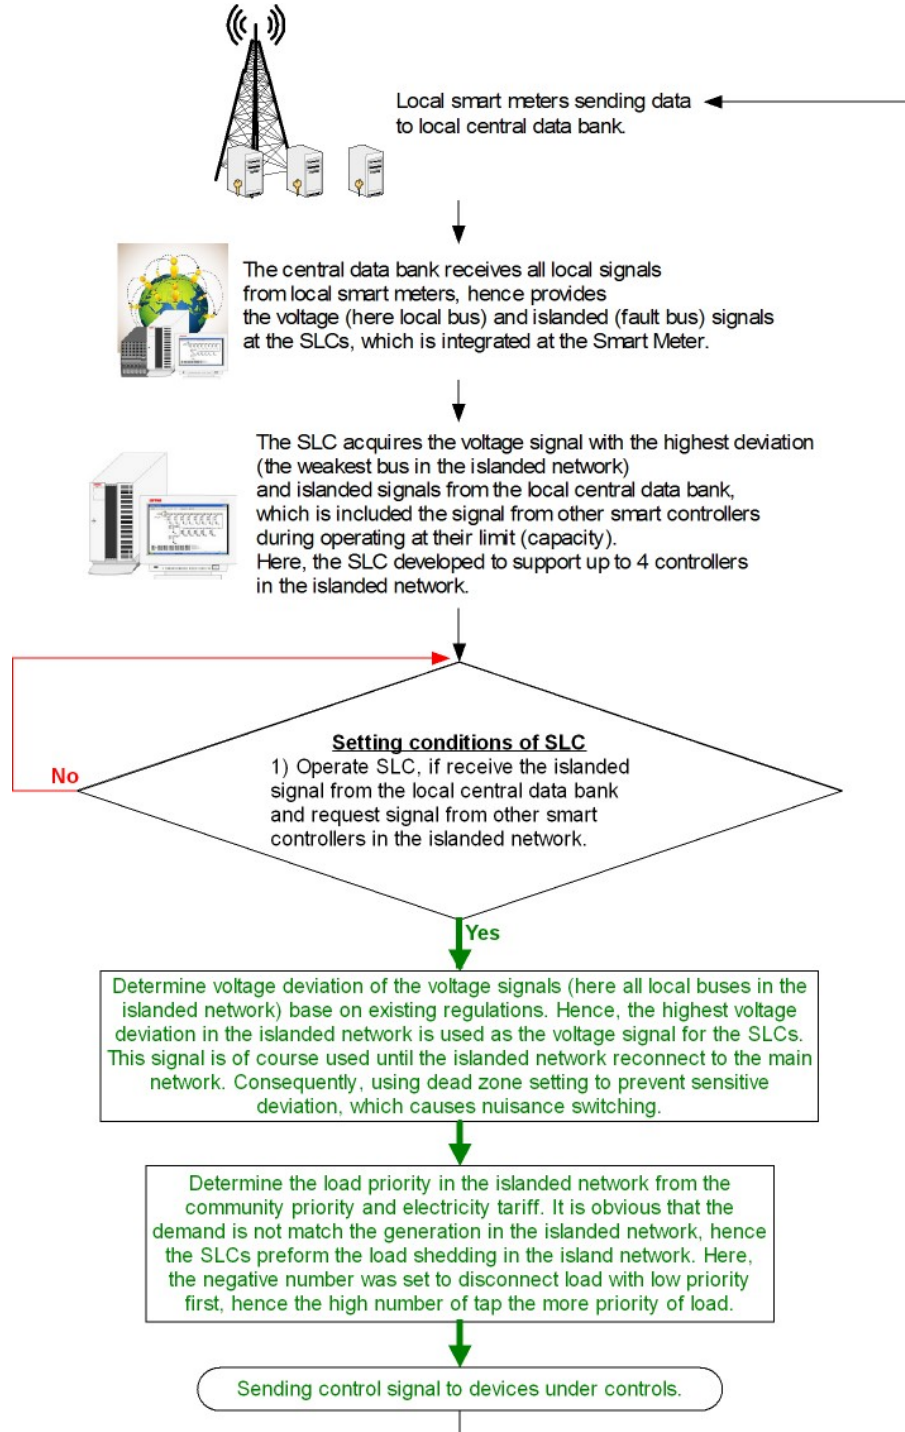 Local smart meters sending data
to local central data bank.
The central data bank receives all local signals
from local smart meters, hence provides
the voltage (here local bus) and islanded (fault bus) signals
at the SLCs, which is integrated at the Smart Meter.
The SLC acquires the voltage signal with the highest deviation
(the weakest bus in the islanded network)
and islanded signals from the local central data bank,
which is included the signal from other smart controllers
during operating at their limit (capacity).
Here, the SLC developed to support up to 4 controllers
in the islanded network.
Setting conditions of SLC
1) Operate SLC, if receive the islanded
signal from the local central data bank
and request signal from other smart
controllers in the islanded network.
No
Yes
Determine voltage deviation of the voltage signals (here all local buses in the
islanded network) base on existing regulations. Hence, the highest voltage
deviation in the islanded network is used as the voltage signal for the SLCs.
This signal is of course used until the islanded network reconnect to the main
network. Consequently, using dead zone setting to prevent sensitive
deviation, which causes nuisance switching.
Determine the load priority in the islanded network from the
community priority and electricity tariff. It is obvious that the
demand is not match the generation in the islanded network, hence
the SLCs preform the load shedding in the island network. Here,
the negative number was set to disconnect load with low priority
first, hence the high number of tap the more priority of load.
Sending control signal to devices under controls.